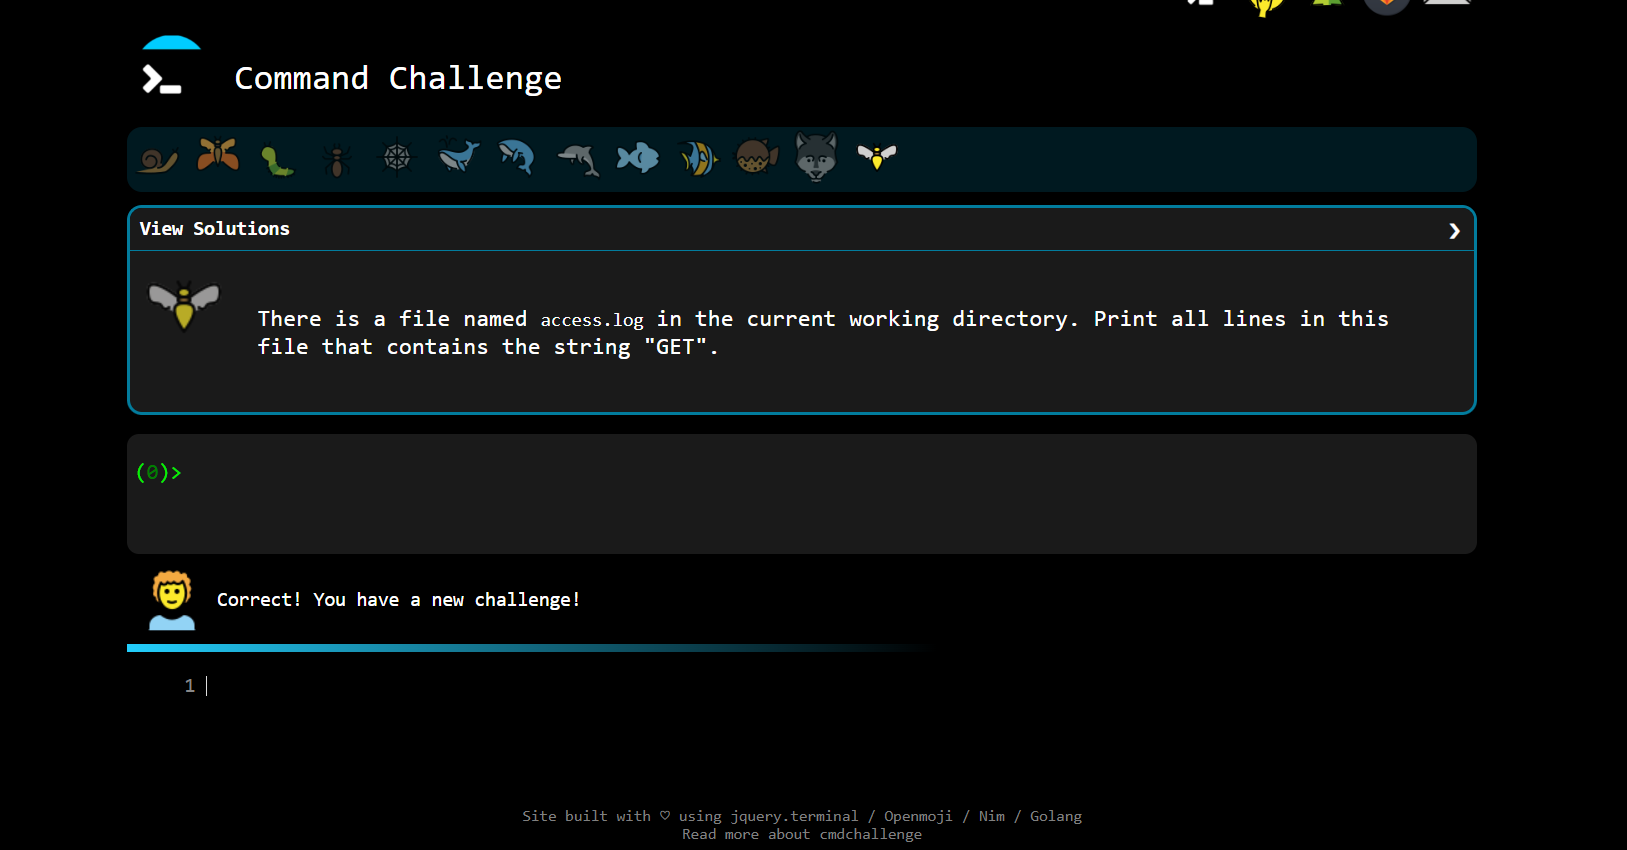 Command Challenge
View Solutions
There is a file named access.log in the current working directory. Print all lines in this
file that contains the string "GET".
(0)>
Correct! You have a new challenge!
1
Site built with ♡ using jquery.terminal / Openmoji / Nim / Golang
Read more about cmdchallenge